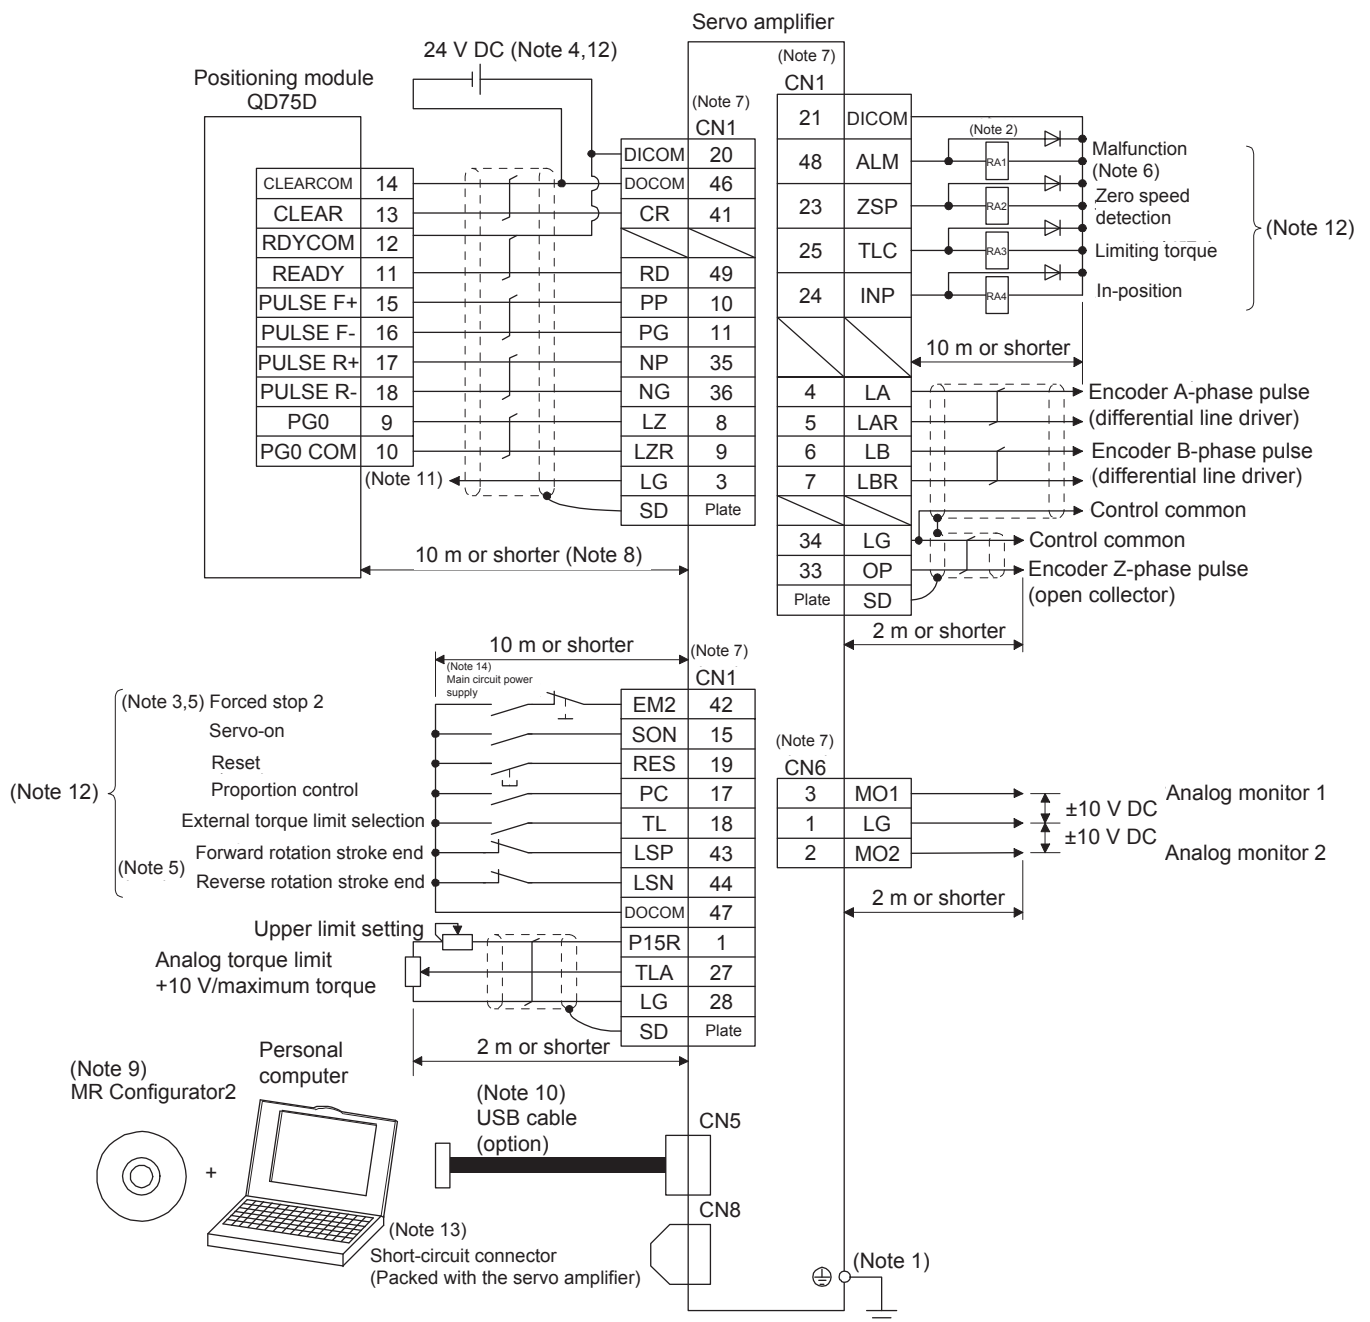 Servo amplifier
24 V DC (Note 4,12)
Positioning module
QD75D
(Note 7)
CN1
DICOM 20
CLEARCOM 14 DOCOM 46
CLEAR 13 CR 41
RDYCOM 12
READY 11 RD 49
PULSE F+ 15 PP 10
PULSE F- 16 PG 11
PULSE R+ 17 NP 35
PULSE R- 18 NG 36
PG0 9 LZ 8
PG0 COM 10 LZR 9
(Note 11) LG 3
SD Plate
10 m or shorter (Note 8)
(Note 7)
CN1
21 DICOM
(Note 2)
48 ALM RA1 Malfunction
(Note 6)
23 ZSP RA2 Zero speed
detection
25 TLC RA3 Limiting torque
24 INP RA4 In-position
(Note 12)
10 m or shorter
4 LA Encoder A-phase pulse
5 LAR (differential line driver)
6 LB Encoder B-phase pulse
7 LBR (differential line driver)
Control common
34 LG Control common
33 OP Encoder Z-phase pulse
(open collector)
Plate SD
2 m or shorter
10 m or shorter
(Note 7)
CN1
(Note 14)
Main circuit power
supply
(Note 3,5) Forced stop 2 EM2 42
Servo-on SON 15
Reset RES 19
(Note 12)
Proportion control PC 17
External torque limit selection TL 18
Forward rotation stroke end LSP 43
(Note 5)
Reverse rotation stroke end LSN 44
DOCOM 47
Upper limit setting P15R 1
Analog torque limit
+10 V/maximum torque
TLA 27
LG 28
SD Plate
2 m or shorter
(Note 7)
CN6
3 MO1 Analog monitor 1
±10 V DC
1 LG
±10 V DC
2 MO2 Analog monitor 2
2 m or shorter
(Note 9)
MR Configurator2
+
Personal
computer
(Note 10)
USB cable
(option)
CN5
CN8
(Note 13)
Short-circuit connector
(Packed with the servo amplifier)
(Note 1)